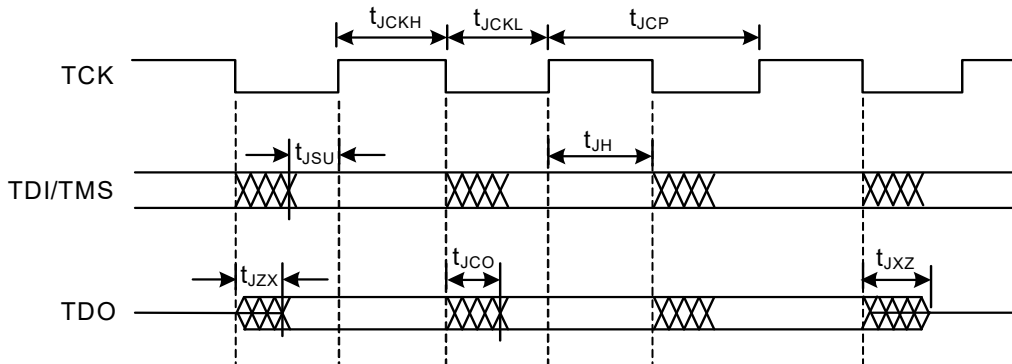 tJCKH tJCKL tJCP
TCK
tJSU tJH
TDI/TMS
tJZX tJCO tJXZ
TDO